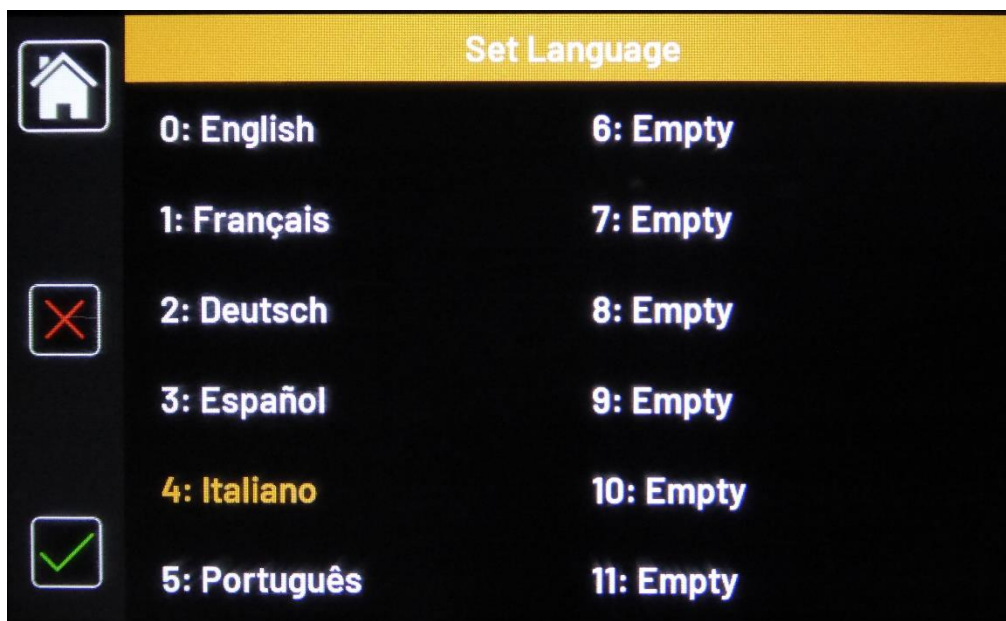 Set Language
0: English
1: Français
2: Deutsch
3: Español
4: Italiano
5: Português
6: Empty
7: Empty
8: Empty
9: Empty
10: Empty
11: Empty